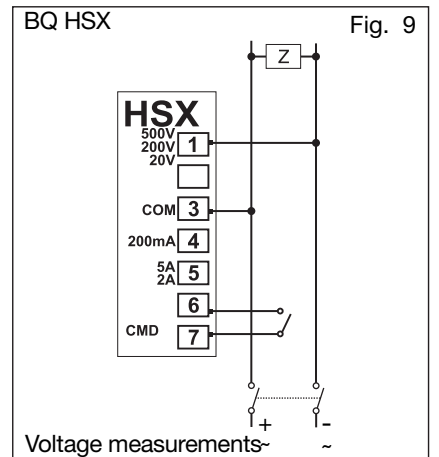 BQ HSX
Fig. 9
Z
HSX
500V
200V
20V
1
COM 3
200mA 4
5A
2A
5
6
CMD 7
+ -
Voltage measurements~ ~